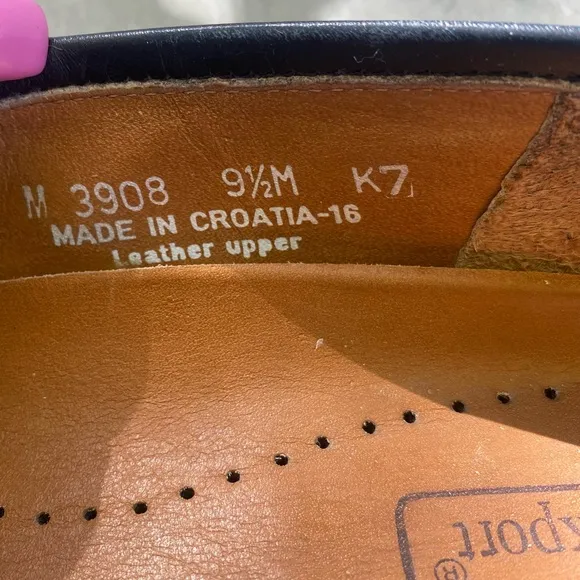 M 3908 9½M K7
MADE IN CROATIA-16
Leather upper
®